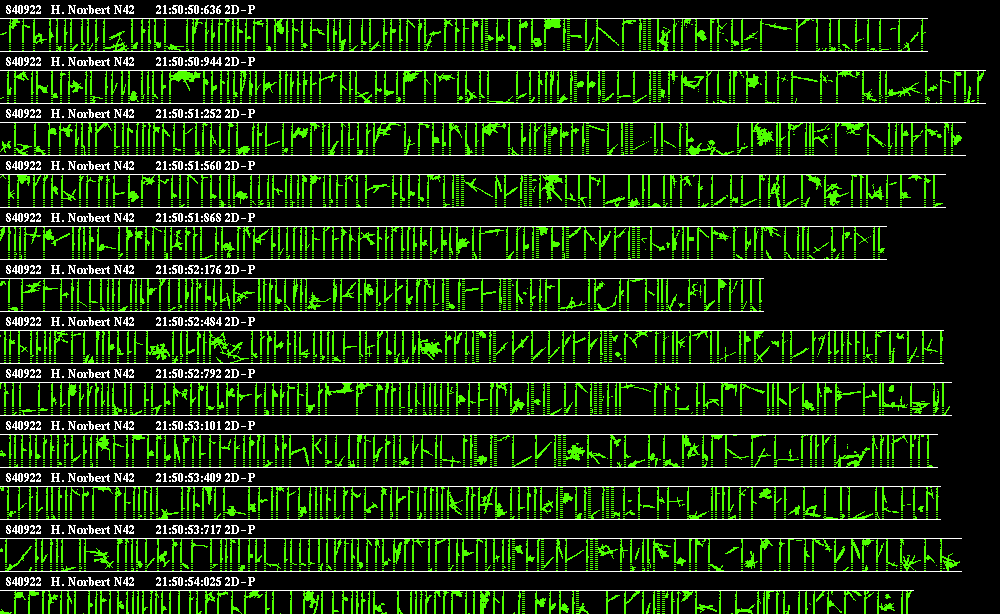 840922 H. Norbert N42 21:50:50:636 2D-P
840922 H. Norbert N42 21:50:50:944 2D-P
840922 H. Norbert N42 21:50:51:252 2D-P
840922 H. Norbert N42 21:50:51:560 2D-P
840922 H. Norbert N42 21:50:51:868 2D-P
840922 H. Norbert N42 21:50:52:176 2D-P
840922 H. Norbert N42 21:50:52:484 2D-P
840922 H. Norbert N42 21:50:52:792 2D-P
840922 H. Norbert N42 21:50:53:101 2D-P
840922 H. Norbert N42 21:50:53:409 2D-P
840922 H. Norbert N42 21:50:53:717 2D-P
840922 H. Norbert N42 21:50:54:025 2D-P